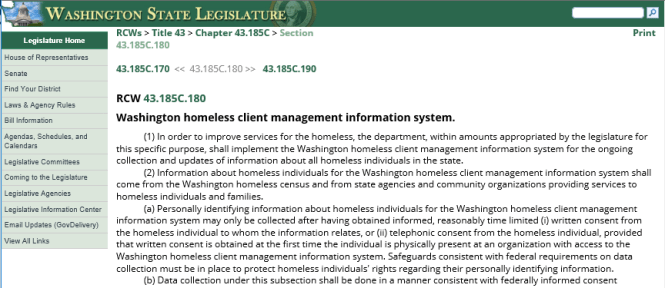 WASHINGTON STATE LEGISLATURE
Legislature Home
House of Representatives
Senate
Find Your District
Laws & Agency Rules
Bill Information
Agendas, Schedules, and
Calendars
Legislative Committees
Coming to the Legislature
Legislative Agencies
Legislative Information Center
Email Updates (GovDelivery)
View All Links
RCWs > Title 43 > Chapter 43.185C > Section
43.185C.180
Print
43.185C.170 << 43.185C.180 >> 43.185C.190
RCW 43.185C.180
Washington homeless client management information system.
(1) In order to improve services for the homeless, the department, within amounts appropriated by the legislature for
this specific purpose, shall implement the Washington homeless client management information system for the ongoing
collection and updates of information about all homeless individuals in the state.
(2) Information about homeless individuals for the Washington homeless client management information system shall
come from the Washington homeless census and from state agencies and community organizations providing services to
homeless individuals and families.
(a) Personally identifying information about homeless individuals for the Washington homeless client management
information system may only be collected after having obtained informed, reasonably time limited (i) written consent from
the homeless individual to whom the information relates, or (ii) telephonic consent from the homeless individual, provided
that written consent is obtained at the first time the individual is physically present at an organization with access to the
Washington homeless client management information system. Safeguards consistent with federal requirements on data
collection must be in place to protect homeless individuals' rights regarding their personally identifying information.
(b) Data collection under this subsection shall be done in a manner consistent with federally informed consent